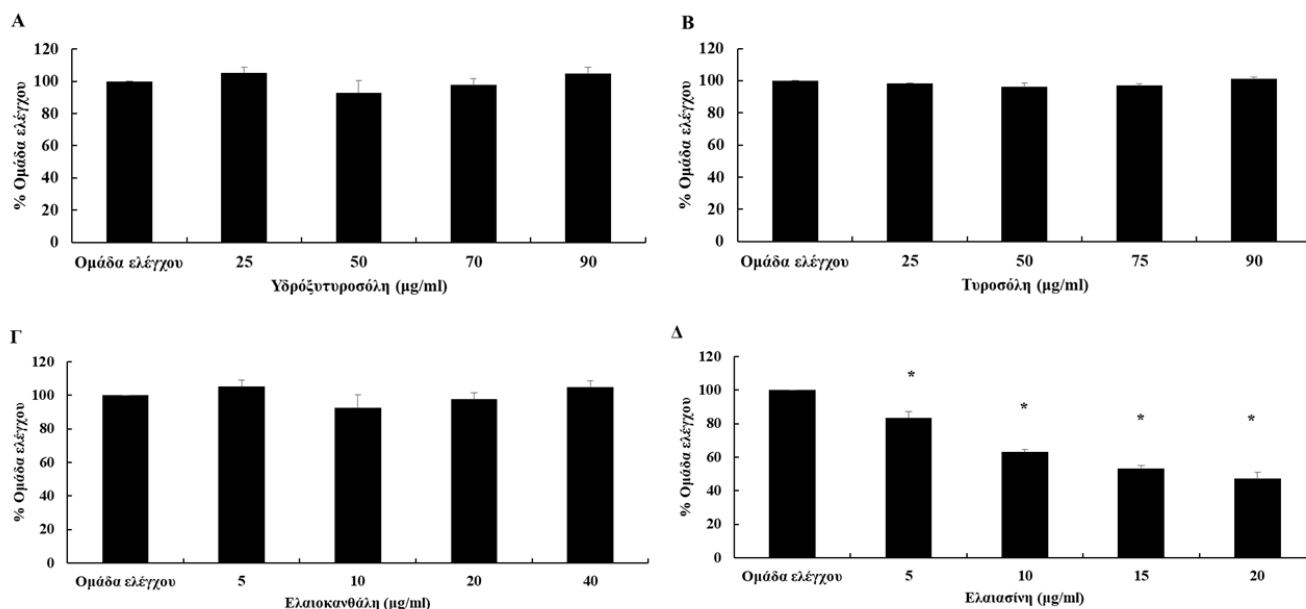 Α
% Ομάδα ελέγχου
120
100
80
60
40
20
0
Ομάδα ελέγχου 25 50 70 90
Υδρόξυτυροσόλη (μg/ml)
Β
% Ομάδα ελέγχου
120
100
80
60
40
20
0
Ομάδα ελέγχου 25 50 75 90
Τυροσόλη (μg/ml)
Γ
% Ομάδα ελέγχου
120
100
80
60
40
20
0
Ομάδα ελέγχου 5 10 20 40
Ελαιοκανθάλη (μg/ml)
Δ
% Ομάδα ελέγχου
120
100
80
60
40
20
0
* * * *
Ομάδα ελέγχου 5 10 15 20
Ελαιασίνη (μg/ml)